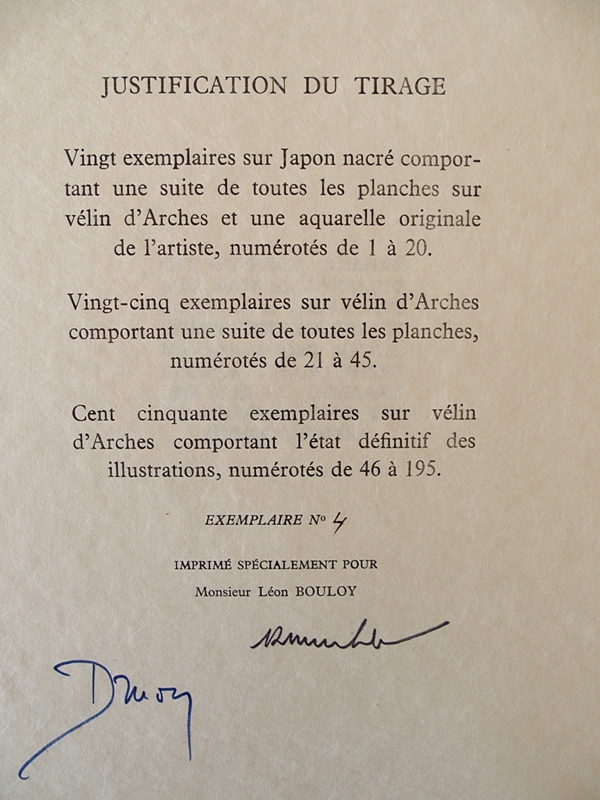 JUSTIFICATION DU TIRAGE
Vingt exemplaires sur Japon nacré compor-
tant une suite de toutes les planches sur
vélin d'Arches et une aquarelle originale
de l'artiste, numérotés de 1 à 20.
Vingt-cinq exemplaires sur vélin d'Arches
comportant une suite de toutes les planches,
numérotés de 21 à 45.
Cent cinquante exemplaires sur vélin
d'Arches comportant l'état définitif des
illustrations, numérotés de 46 à 195.
EXEMPLAIRE Nº 4
IMPRIMÉ SPÉCIALEMENT POUR
Monsieur Léon BOULOY